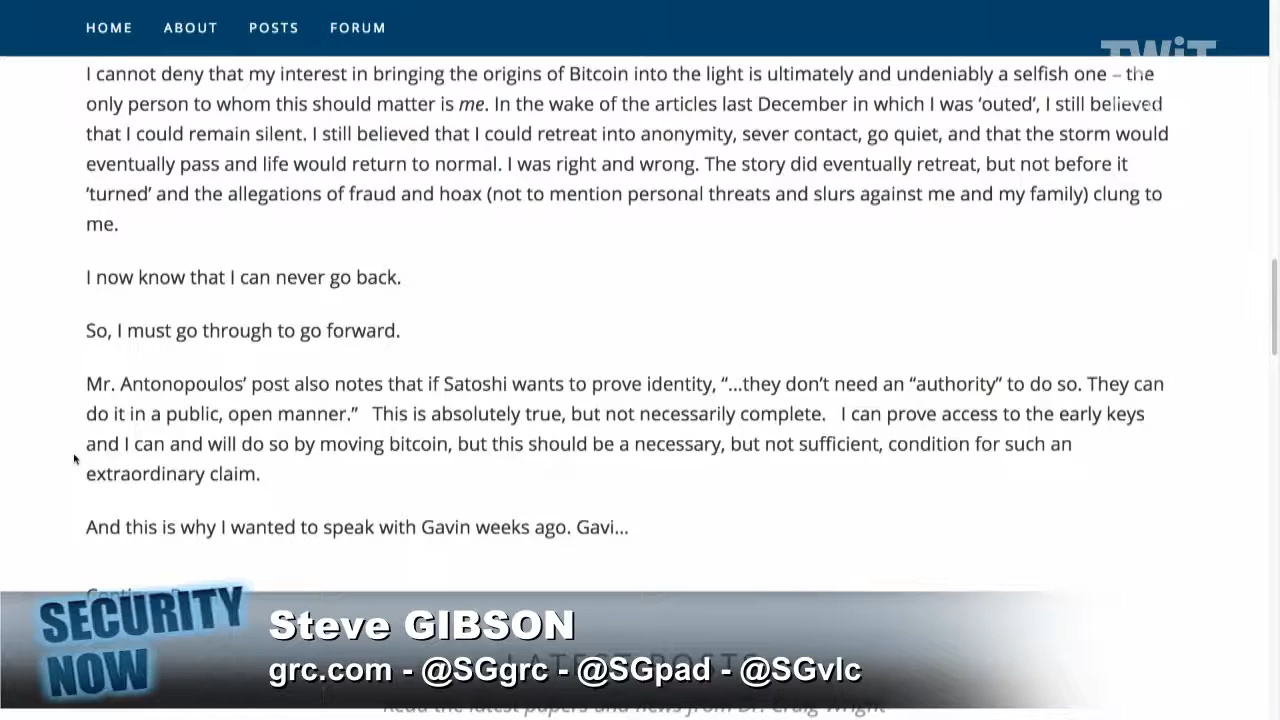 HOME ABOUT POSTS FORUM
TWiT
I cannot deny that my interest in bringing the origins of Bitcoin into the light is ultimately and undeniably a selfish one – the
only person to whom this should matter is me. In the wake of the articles last December in which I was ‘outed’, I still believed
that I could remain silent. I still believed that I could retreat into anonymity, sever contact, go quiet, and that the storm would
eventually pass and life would return to normal. I was right and wrong. The story did eventually retreat, but not before it
‘turned’ and the allegations of fraud and hoax (not to mention personal threats and slurs against me and my family) clung to
me.
I now know that I can never go back.
So, I must go through to go forward.
Mr. Antonopoulos’ post also notes that if Satoshi wants to prove identity, “...they don’t need an “authority” to do so. They can
do it in a public, open manner.” This is absolutely true, but not necessarily complete. I can prove access to the early keys
and I can and will do so by moving bitcoin, but this should be a necessary, but not sufficient, condition for such an
extraordinary claim.
And this is why I wanted to speak with Gavin weeks ago. Gavi...
SECURITY
NOW
Steve GIBSON
LATEST POSTS
grc.com - @SGgrc - @SGpad - @SGvlc
Read the latest papers and news from Dr. Craig Wright